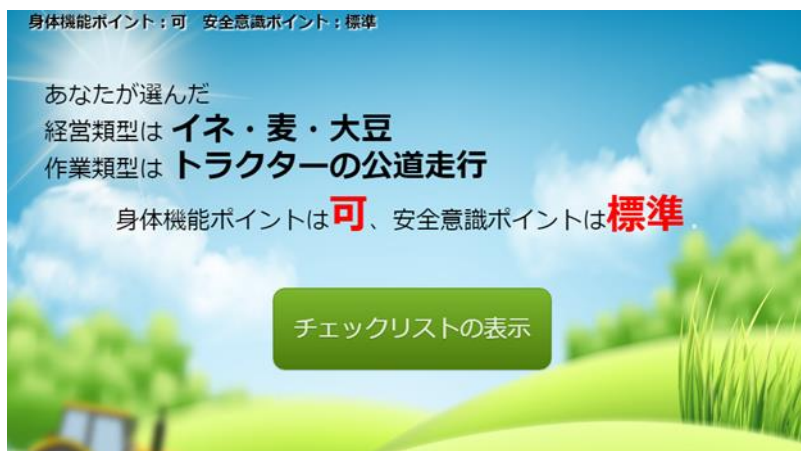 身体機能ポイント：可　安全意識ポイント：標準
あなたが選んだ
経営類型は イネ・麦・大豆
作業類型は トラクターの公道走行
身体機能ポイントは可、安全意識ポイントは標準．
チェックリストの表示